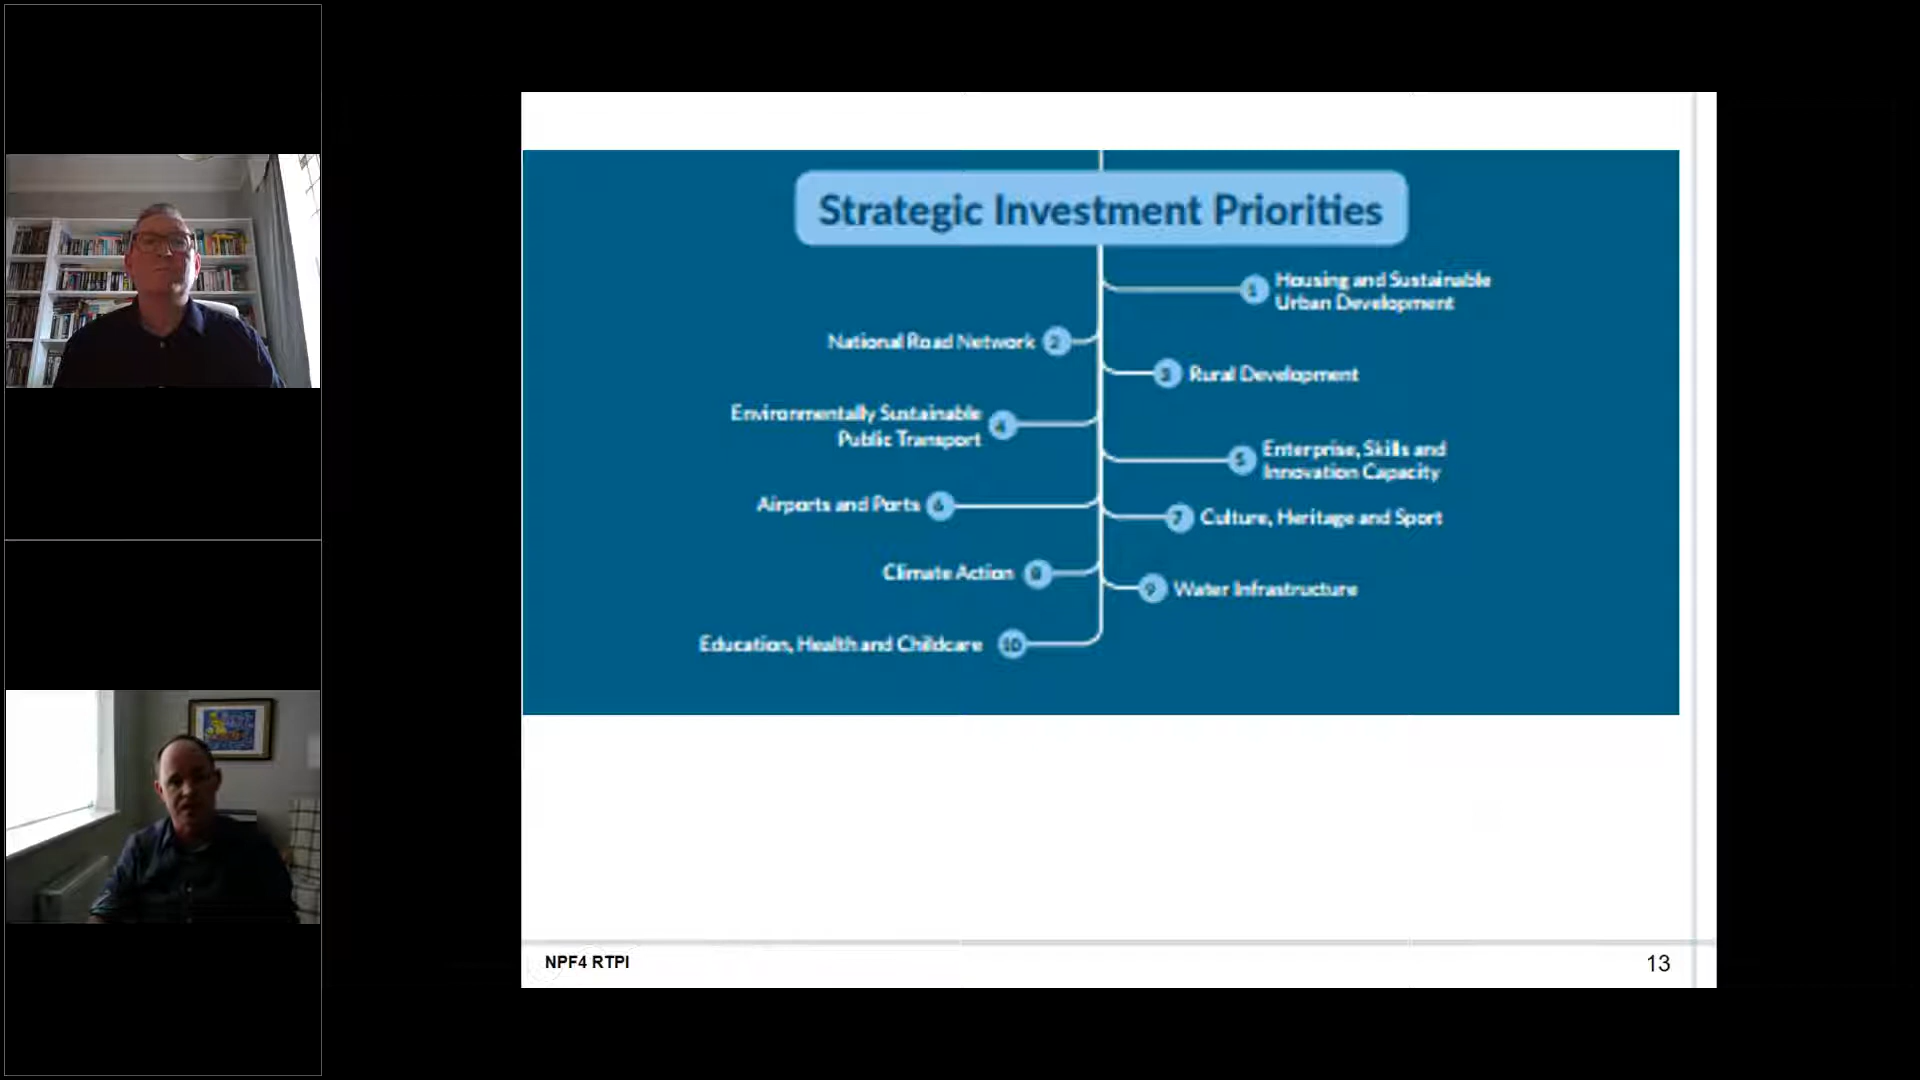 Strategic Investment Priorities
1 Housing and Sustainable
Urban Development
2 National Road Network
3 Rural Development
4 Environmentally Sustainable
Public Transport
5 Enterprise, Skills and
Innovation Capacity
6 Airports and Ports
7 Culture, Heritage and Sport
8 Climate Action
9 Water Infrastructure
10 Education, Health and Childcare
NPF4 RTPI
13